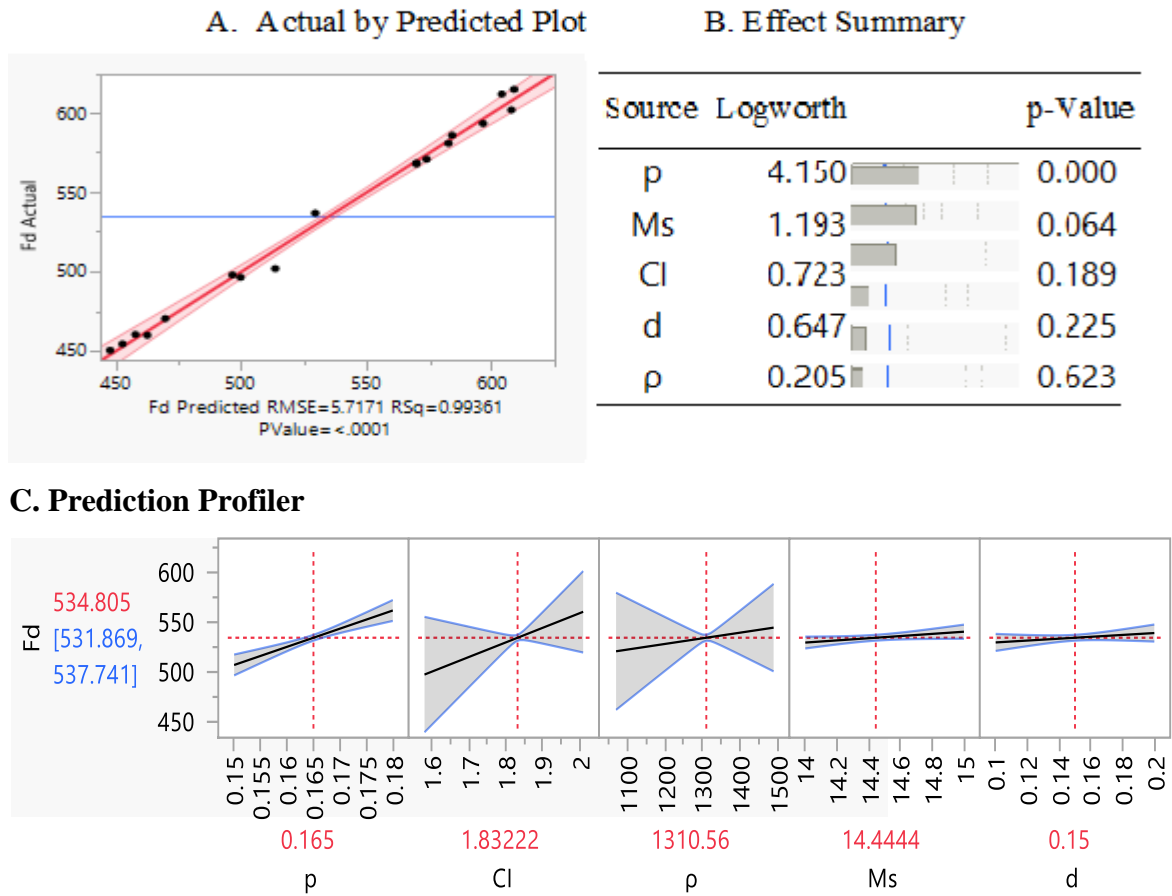 A. Actual by Predicted Plot
B. Effect Summary
Fd Actual
600
550
500
450
450 500 550 600
Fd Predicted RMSE=5.7171 RSq=0.99361
PValue=<.0001
Source Logworth p-Value
p 4.150 0.000
Ms 1.193 0.064
Cl 0.723 0.189
d 0.647 0.225
ρ 0.205 0.623
C. Prediction Profiler
Fd
534.805
[531.869,
537.741]
600
550
500
450
0.15 0.155 0.16 0.165 0.17 0.175 0.18
1.6 1.7 1.8 1.9 2
1100 1200 1300 1400 1500
14 14.2 14.4 14.6 14.8 15
0.1 0.12 0.14 0.16 0.18 0.2
0.165 1.83222 1310.56 14.4444 0.15
p Cl ρ Ms d